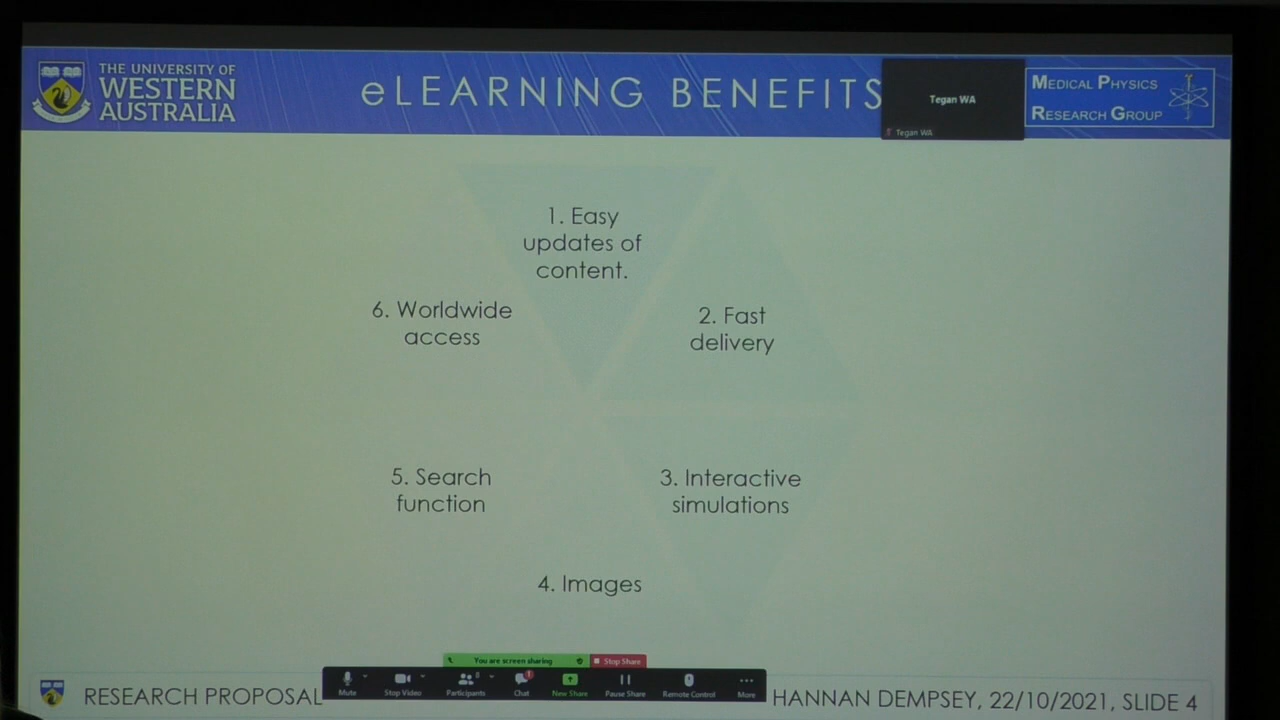 THE UNIVERSITY OF
WESTERN
AUSTRALIA
eLEARNING BENEFITS
Tegan WA
Tegan WA
MEDICAL PHYSICS
RESEARCH GROUP
1. Easy
updates of
content.
2. Fast
delivery
3. Interactive
simulations
4. Images
5. Search
function
6. Worldwide
access
You are screen sharing
Stop Share
Mute
Stop Video
Participants
8
Chat
1
New Share
Pause Share
Remote Control
More
RESEARCH PROPOSAL
HANNAN DEMPSEY, 22/10/2021, SLIDE 4